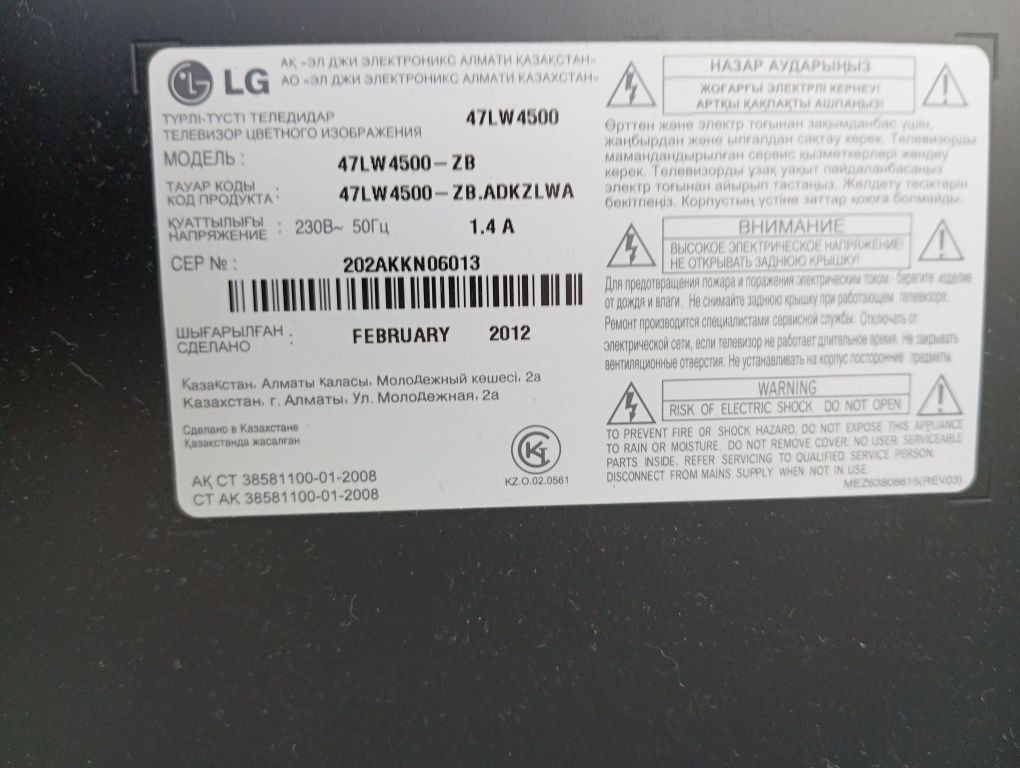 LG
АҚ «ЭЛ ДЖИ ЭЛЕКТРОНИКС АЛМАТИ ҚАЗАҚСТАН»
АО «ЭЛ ДЖИ ЭЛЕКТРОНИКС АЛМАТИ КАЗАХСТАН»
ТҮРЛІ-ТҮСТІ ТЕЛЕДИДАР
ТЕЛЕВИЗОР ЦВЕТНОГО ИЗОБРАЖЕНИЯ
47LW4500
МОДЕЛЬ : 47LW4500-ZB
ТАУАР КОДЫ
КОД ПРОДУКТА : 47LW4500-ZB.ADKZLWA
ҚУАТТЫЛЫҒЫ
НАПРЯЖЕНИЕ : 230В~ 50Гц 1.4 A
СЕР № : 202AKKN06013
ШЫҒАРЫЛҒАН :
СДЕЛАНО FEBRUARY 2012
Қазақстан, Алматы қаласы, Молодежный көшесі, 2а
Казахстан, г. Алматы, Ул. Молодежная, 2а
Сделано в Казахстане
Қазақстанда жасалған
АҚ СТ 38581100-01-2008
СТ АК 38581100-01-2008
KZ.O.02.0561
НАЗАР АУДАРЫҢЫЗ
ЖОҒАРҒЫ ЭЛЕКТРЛІ КЕРНЕУ!
АРТҚЫ ҚАҚПАҚТЫ АШПАҢЫЗ!
Өрттен және электр тоғынан зақымданбас үшін,
жаңбырдан және ылғалдан сақтау керек. Телевизорды
мамандандырылған сервис қызметкерлері жөндеу
керек. Телевизорды ұзақ уақыт пайдаланбасаңыз
электр тоғынан айырып тастаңыз. Желдету тесіктерін
бекітпеңіз. Корпустың үстіне заттар қоюға болмайды.
ВНИМАНИЕ
ВЫСОКОЕ ЭЛЕКТРИЧЕСКОЕ НАПРЯЖЕНИЕ!
НЕ ОТКРЫВАТЬ ЗАДНЮЮ КРЫШКУ!
Для предотвращения пожара и поражения электрическим током - берегите изделие
от дождя и влаги. Не снимайте заднюю крышку при работающем телевизоре.
Ремонт производится специалистами сервисной службы. Отключать от
электрической сети, если телевизор не работает длительное время. Не закрывать
вентиляционные отверстия. Не устанавливать на корпус посторонние предметы.
WARNING
RISK OF ELECTRIC SHOCK DO NOT OPEN
TO PREVENT FIRE OR SHOCK HAZARD, DO NOT EXPOSE THIS APPLIANCE
TO RAIN OR MOISTURE. DO NOT REMOVE COVER. NO USER SERVICEABLE
PARTS INSIDE. REFER SERVICING TO QUALIFIED SERVICE PERSON.
DISCONNECT FROM MAINS SUPPLY WHEN NOT IN USE.
MEZ63808615(REV03)